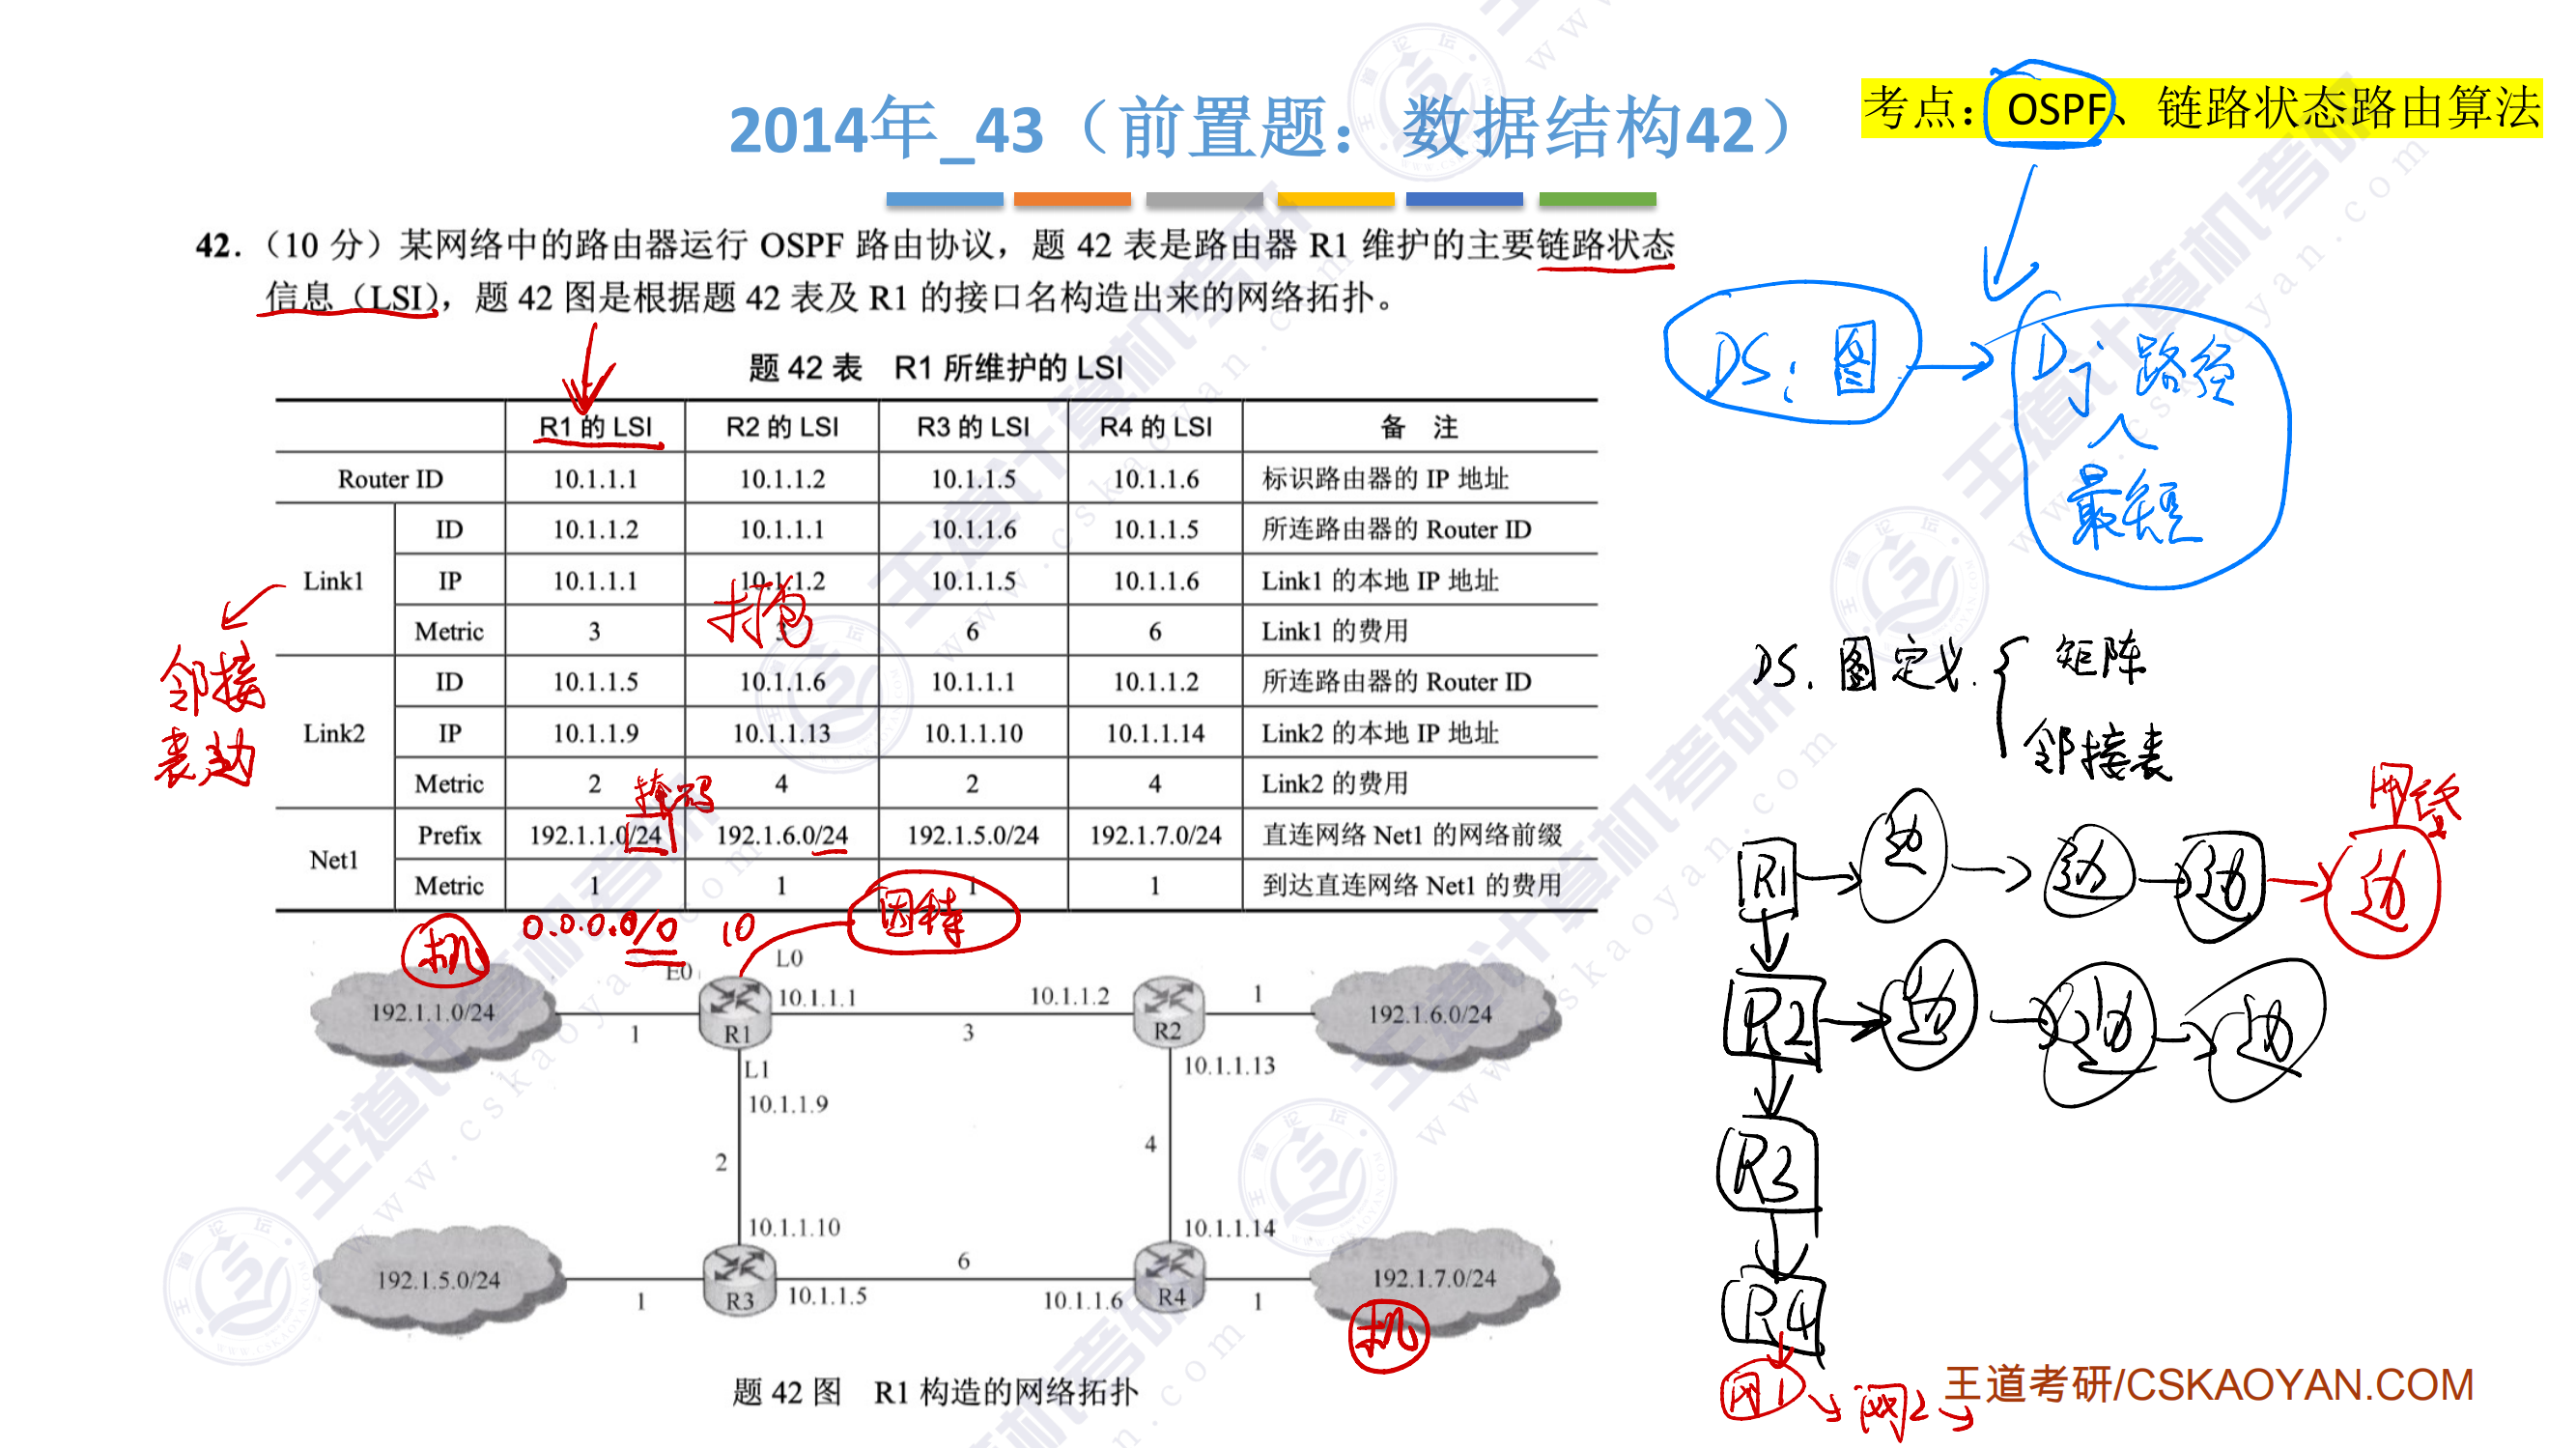 2014年_43（前置题：数据结构42）
考点：OSPF、链路状态路由算法
42.（10 分）某网络中的路由器运行 OSPF 路由协议，题 42 表是路由器 R1 维护的主要链路状态
信息（LSI），题 42 图是根据题 42 表及 R1 的接口名构造出来的网络拓扑。
题 42 表 R1 所维护的 LSI
R1 的 LSI R2 的 LSI R3 的 LSI R4 的 LSI 备 注
Router ID 10.1.1.1 10.1.1.2 10.1.1.5 10.1.1.6 标识路由器的 IP 地址
Link1 ID 10.1.1.2 10.1.1.1 10.1.1.6 10.1.1.5 所连路由器的 Router ID
IP 10.1.1.1 10.1.1.2 10.1.1.5 10.1.1.6 Link1 的本地 IP 地址
Metric 3 3 6 6 Link1 的费用
Link2 ID 10.1.1.5 10.1.1.6 10.1.1.1 10.1.1.2 所连路由器的 Router ID
IP 10.1.1.9 10.1.1.13 10.1.1.10 10.1.1.14 Link2 的本地 IP 地址
Metric 2 4 2 4 Link2 的费用
Net1 Prefix 192.1.1.0/24 192.1.6.0/24 192.1.5.0/24 192.1.7.0/24 直连网络 Net1 的网络前缀
Metric 1 1 1 1 到达直连网络 Net1 的费用
邻接
表边
掩码
0.0.0.0/0 10
因特
机
E0 L0
192.1.1.0/24 1 R1 10.1.1.1 3 10.1.1.2 R2 1 192.1.6.0/24
L1
10.1.1.9
10.1.1.13
2
4
10.1.1.10
10.1.1.14
192.1.5.0/24 1 R3 10.1.1.5 6 10.1.1.6 R4 1 192.1.7.0/24
机
题 42 图 R1 构造的网络拓扑
DS：图
Dj 路径
最短
DS. 图定义
矩阵
邻接表
网络
R1 边 边 边 边
R2 边 边 边
R3
R4
网1 网2
王道考研/CSKAOYAN.COM
王道计算机考研
www.cskaoyan.com